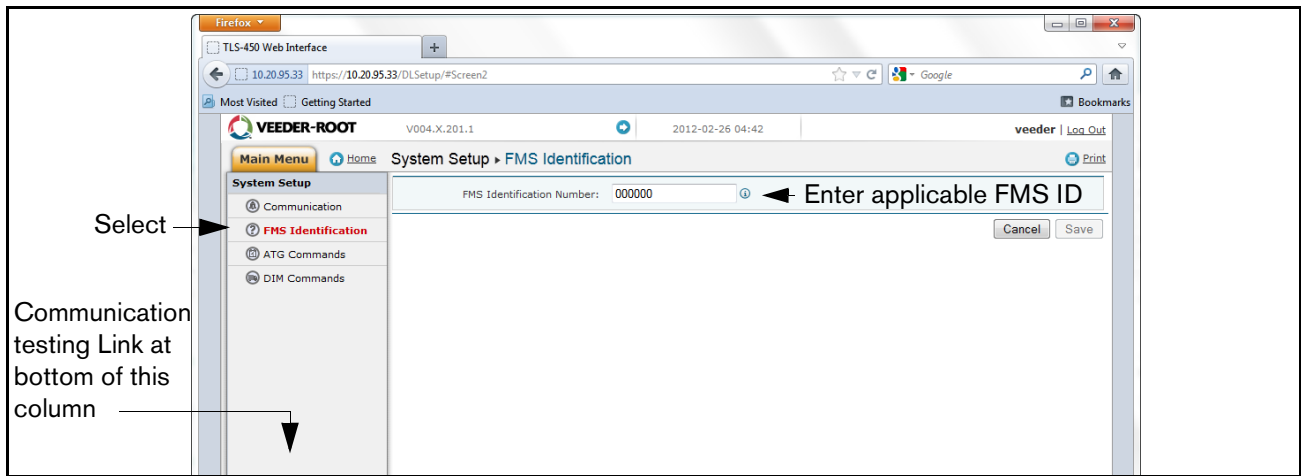 Firefox
TLS-450 Web Interface
+
10.20.95.33 https://10.20.95.33/DLSetup/#Screen2
Google
Most Visited Getting Started
Bookmarks
VEEDER-ROOT V004.X.201.1 2012-02-26 04:42 veeder | Log Out
Main Menu Home System Setup ▸ FMS Identification Print
System Setup
FMS Identification Number: 000000
Enter applicable FMS ID
Communication
Select
FMS Identification
Cancel Save
ATG Commands
DIM Commands
Communication
testing Link at
bottom of this
column